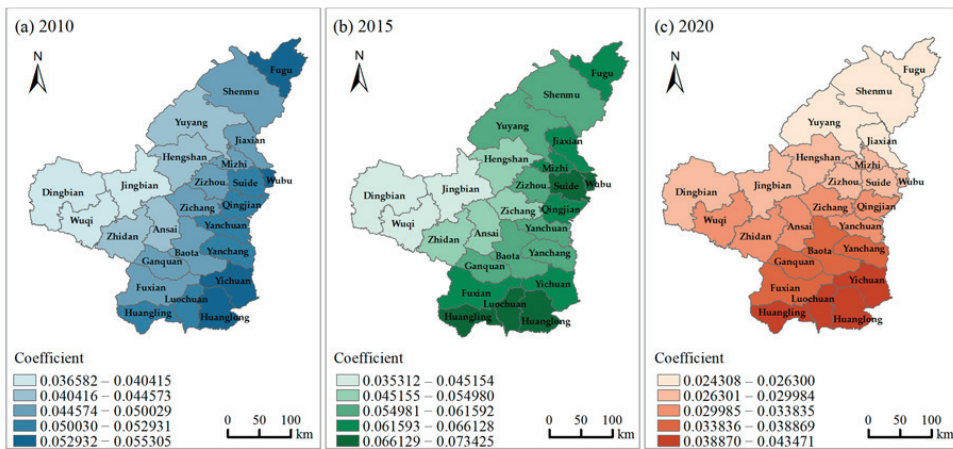 (a) 2010
N
Fugu
Shenmu
Yuyang
Jiaxian
Hengshan
Mizhi
Wubu
Dingbian
Jingbian
Zizhou
Suide
Wuqi
Zichang
Qingjian
Zhidan
Ansai
Yanchuan
Baota
Yanchang
Ganquan
Yichuan
Fuxian
Luochuan
Huangling
Huanglong
Coefficient
0.036582 – 0.040415
0.040416 – 0.044573
0.044574 – 0.050029
0.050030 – 0.052931
0.052932 – 0.055305
0 50 100
km
(b) 2015
N
Fugu
Shenmu
Yuyang
Jiaxian
Hengshan
Mizhi
Wubu
Dingbian
Jingbian
Zizhou
Suide
Wuqi
Zichang
Qingjian
Zhidan
Ansai
Yanchuan
Baota
Yanchang
Ganquan
Yichuan
Fuxian
Luochuan
Huangling
Huanglong
Coefficient
0.035312 – 0.045154
0.045155 – 0.054980
0.054981 – 0.061592
0.061593 – 0.066128
0.066129 – 0.073425
0 50 100
km
(c) 2020
N
Fugu
Shenmu
Yuyang
Jiaxian
Hengshan
Mizhi
Wubu
Dingbian
Jingbian
Zizhou
Suide
Wuqi
Zichang
Qingjian
Zhidan
Ansai
Yanchuan
Baota
Yanchang
Ganquan
Yichuan
Fuxian
Luochuan
Huangling
Huanglong
Coefficient
0.024308 – 0.026300
0.026301 – 0.029984
0.029985 – 0.033835
0.033836 – 0.038869
0.038870 – 0.043471
0 50 100
km